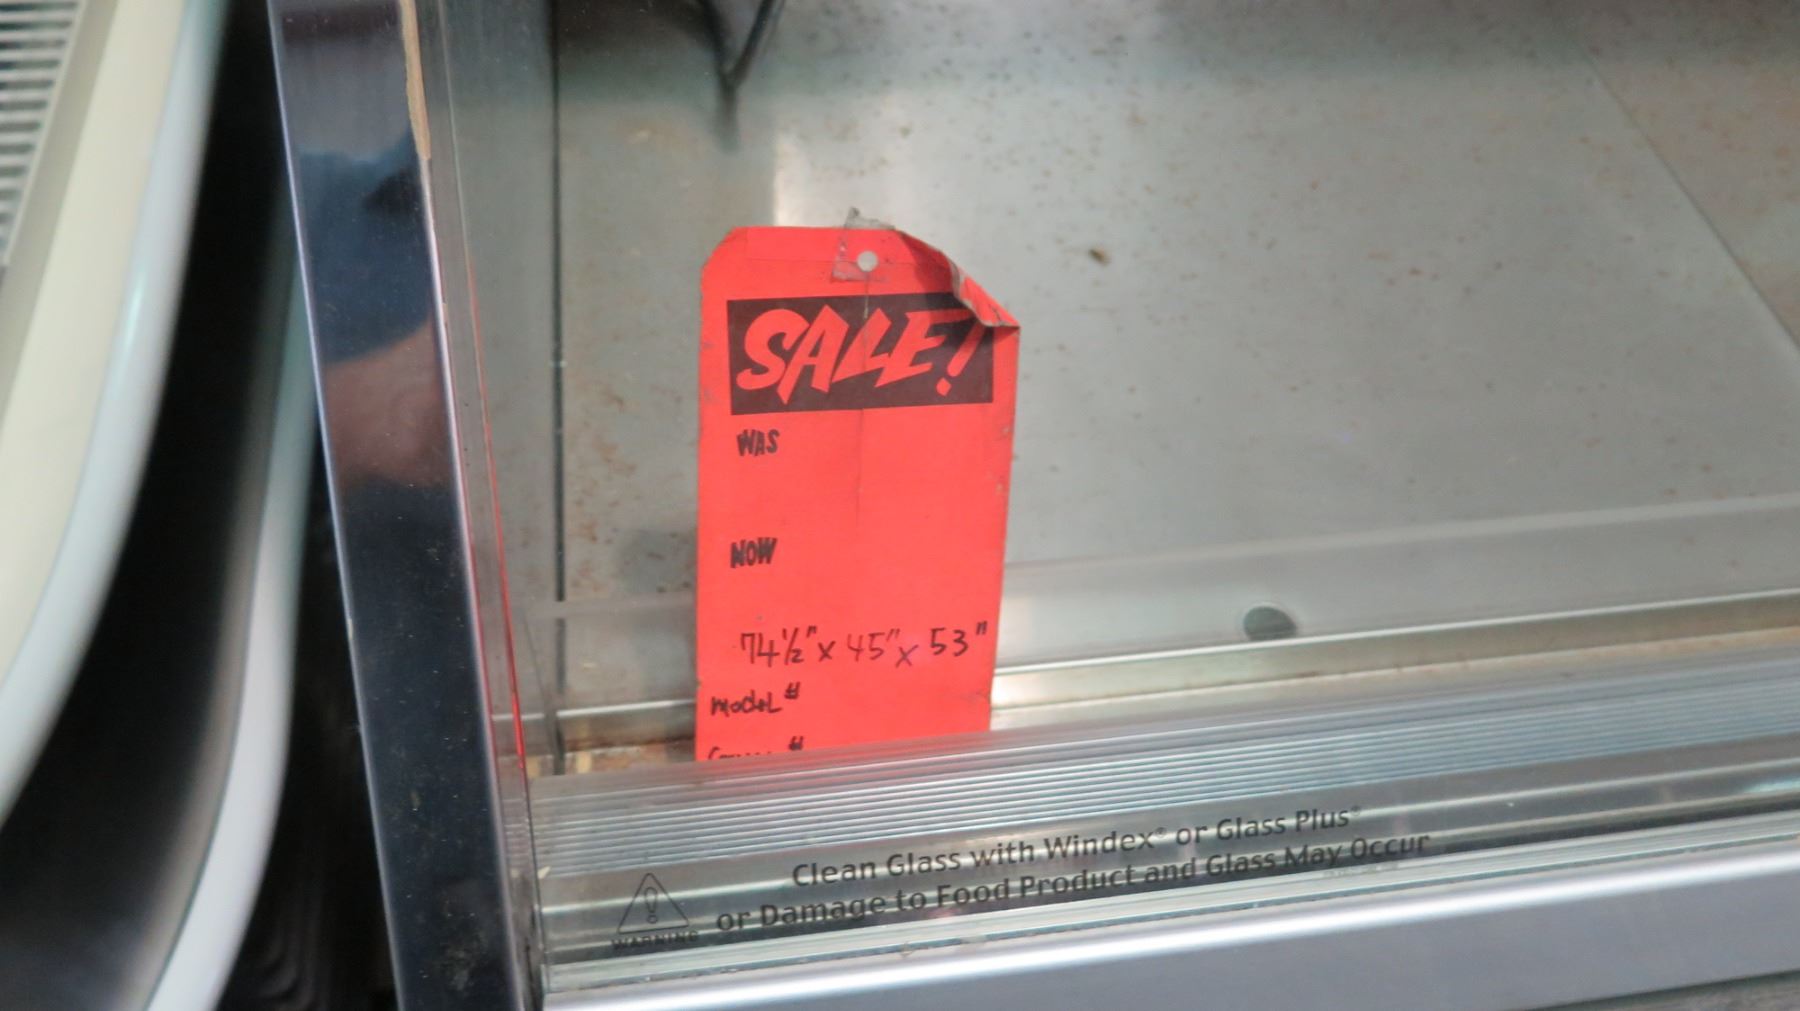 SALE!
WAS
NOW
74½" x 45" x 53"
model #
#
Clean Glass with Windex® or Glass Plus®
or Damage to Food Product and Glass May Occur
WARNING